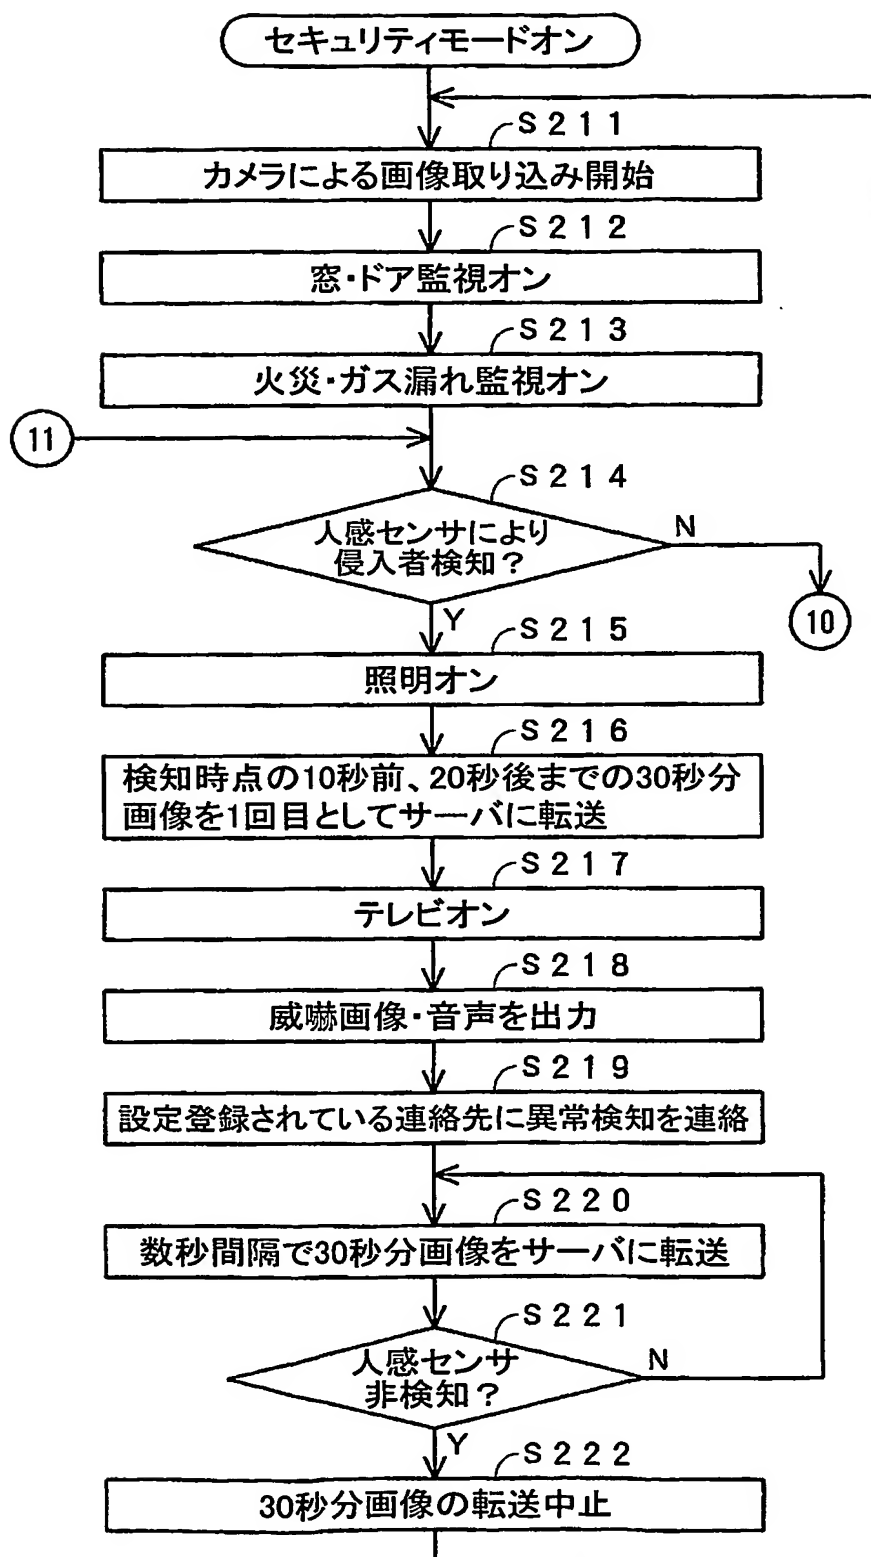 セキュリティモードオン
S211
カメラによる画像取り込み開始
S212
窓・ドア監視オン
S213
火災・ガス漏れ監視オン
11
S214
人感センサにより
侵入者検知？
N
10
Y
S215
照明オン
S216
検知時点の10秒前、20秒後までの30秒分
画像を1回目としてサーバに転送
S217
テレビオン
S218
威嚇画像・音声を出力
S219
設定登録されている連絡先に異常検知を連絡
S220
数秒間隔で30秒分画像をサーバに転送
S221
人感センサ
非検知？
N
Y
S222
30秒分画像の転送中止